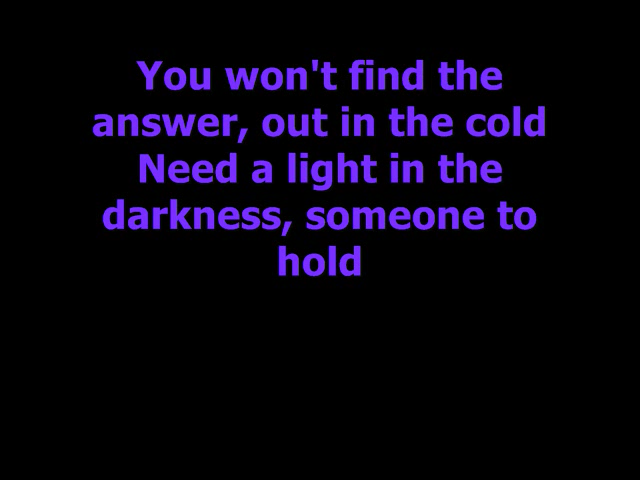 You won't find the
answer, out in the cold
Need a light in the
darkness, someone to
hold